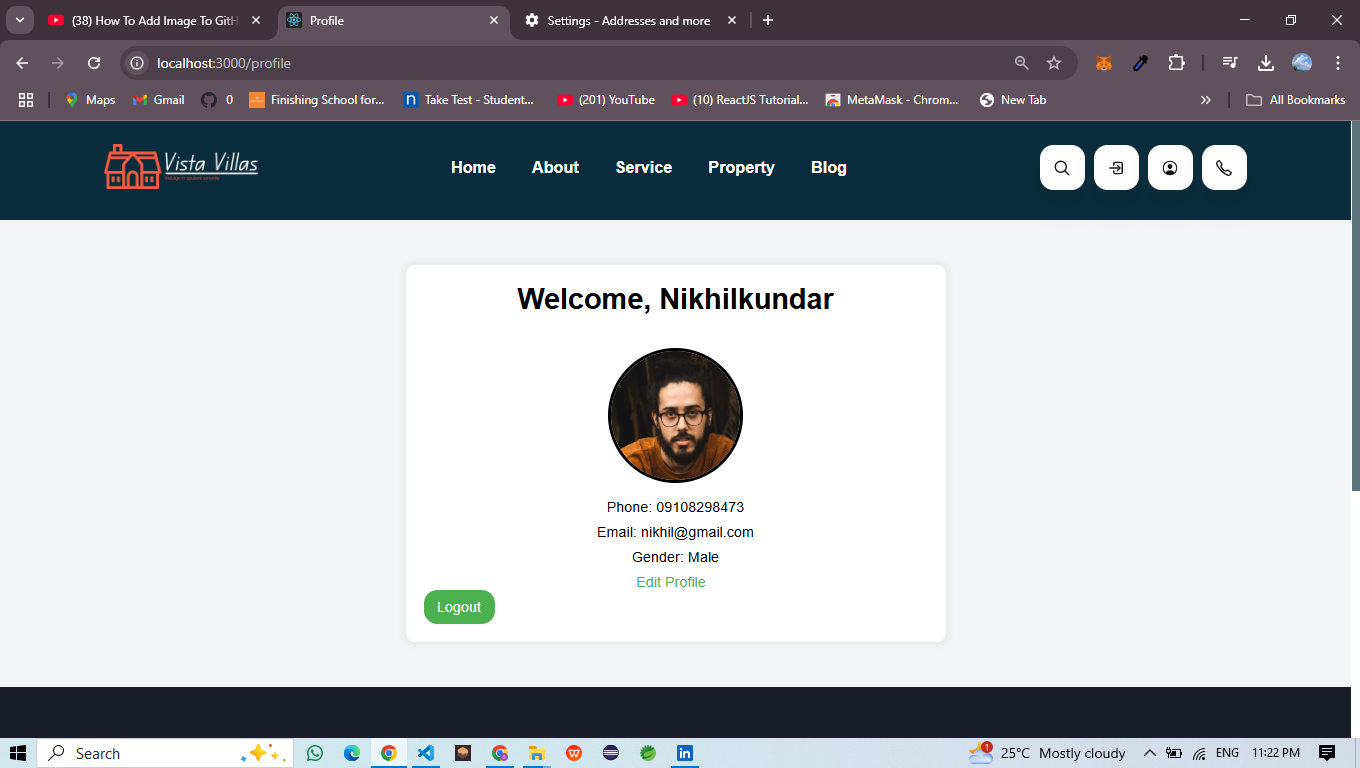 (38) How To Add Image To GitH
Profile
Settings - Addresses and more
localhost:3000/profile
Maps
Gmail
0
Finishing School for...
Take Test - Student...
(201) YouTube
(10) ReactJS Tutorial...
MetaMask - Chrom...
New Tab
All Bookmarks
Vista Villas
Home
About
Service
Property
Blog
Welcome, Nikhilkundar
Phone: 09108298473
Email: nikhil@gmail.com
Gender: Male
Edit Profile
Logout
Search
1
25°C Mostly cloudy
ENG
11:22 PM